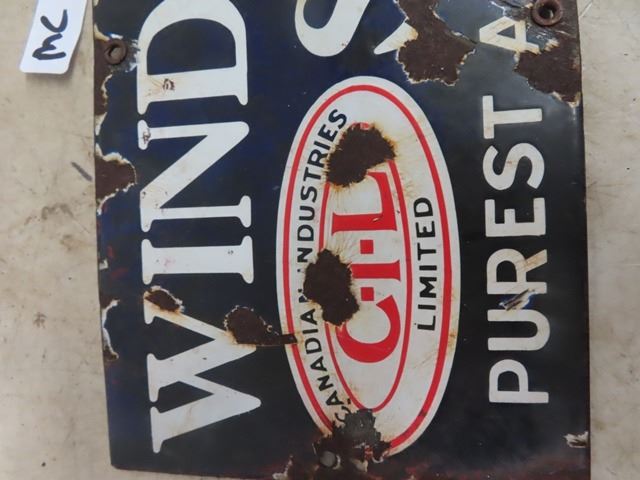 MC
WIND
S
CANADIAN INDUSTRIES
C-I-L
LIMITED
PUREST A